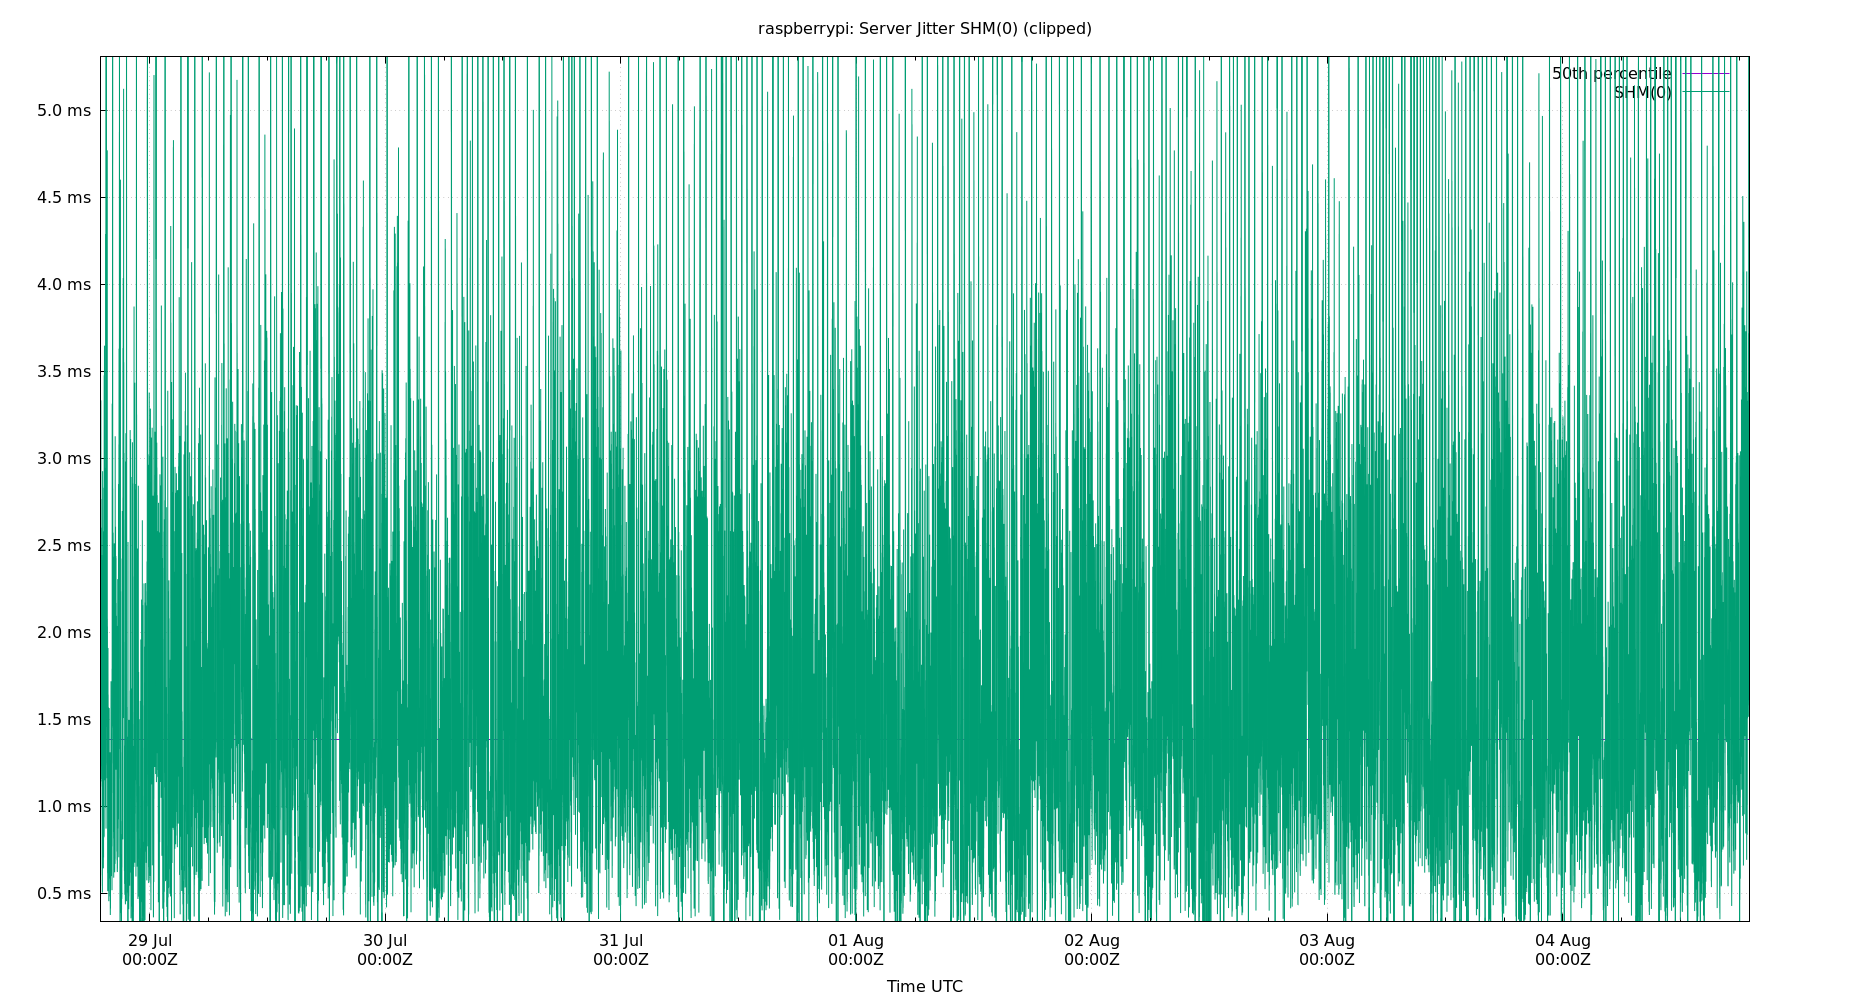 raspberrypi: Server Jitter SHM(0) (clipped)
50th percentile
SHM(0)
5.0 ms
4.5 ms
4.0 ms
3.5 ms
3.0 ms
2.5 ms
2.0 ms
1.5 ms
1.0 ms
0.5 ms
29 Jul 30 Jul 31 Jul 01 Aug 02 Aug 03 Aug 04 Aug
00:00Z 00:00Z 00:00Z 00:00Z 00:00Z 00:00Z 00:00Z
Time UTC